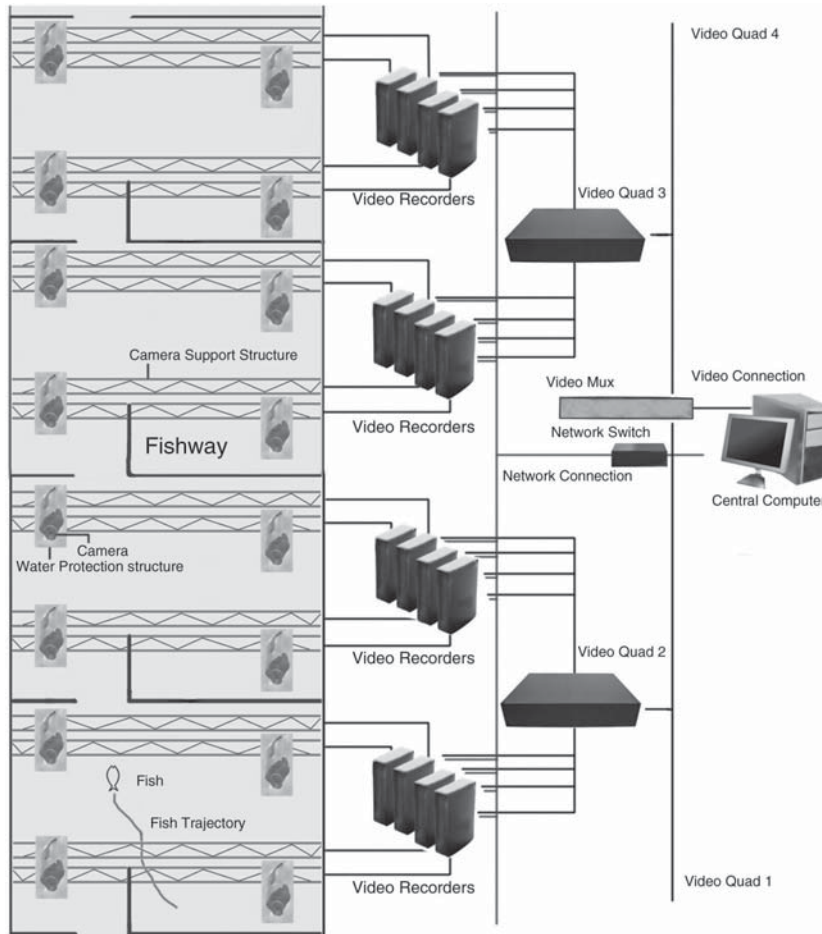 Video Quad 4
Video Recorders
Video Quad 3
Camera Support Structure
Video Mux
Video Connection
Video Recorders
Network Switch
Fishway
Network Connection
Central Computer
Camera
Water Protection structure
Video Quad 2
Video Recorders
Fish
Fish Trajectory
Video Recorders
Video Quad 1